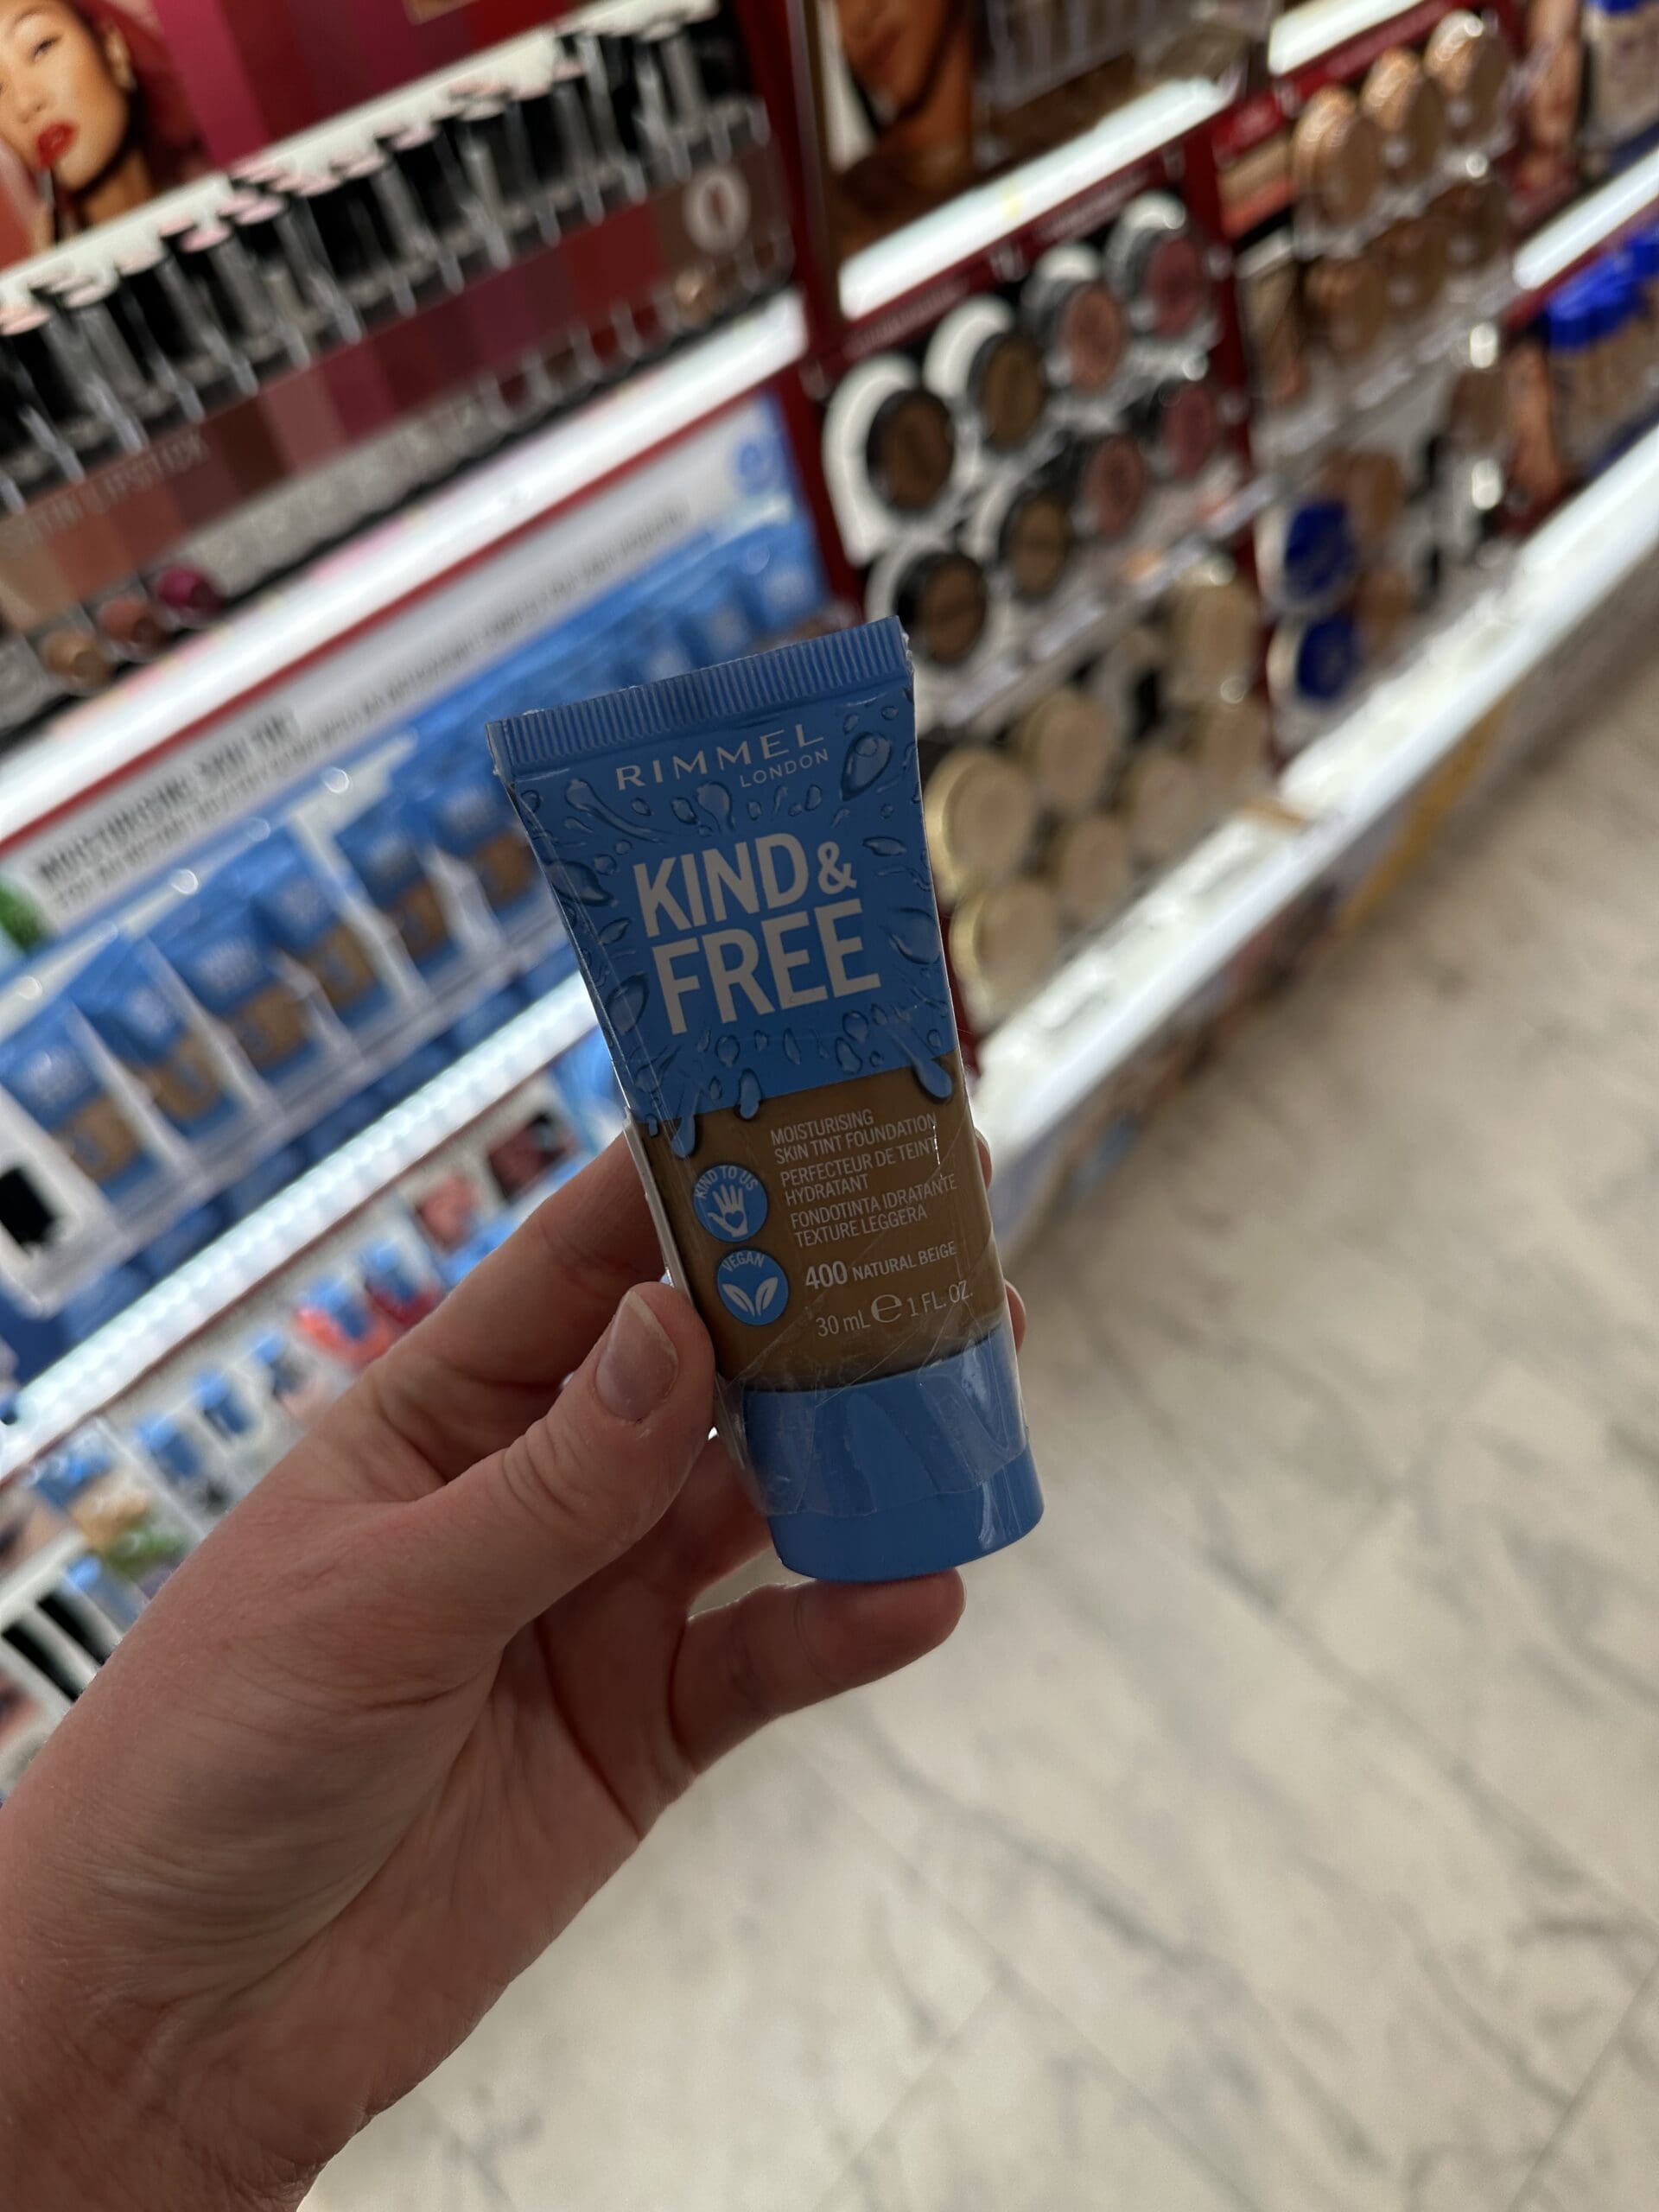 RIMMEL
LONDON
KIND &
FREE
MOISTURISING
SKIN TINT FOUNDATION
PERFECTEUR DE TEINT
HYDRATANT
FONDOTINTA IDRATANTE
TEXTURE LEGGERA
KIND TO US
VEGAN
400 NATURAL BEIGE
30 mL e 1 FL. OZ.